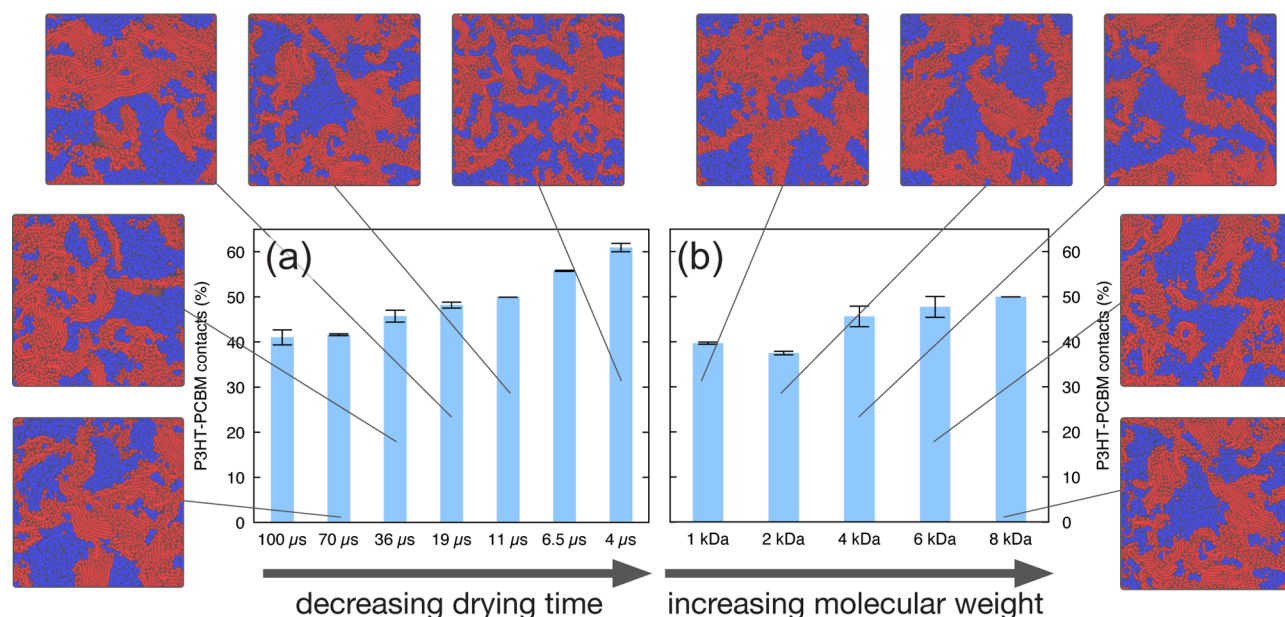 (a)
P3HT-PCBM contacts (%)
60
50
40
30
20
10
0
100 μs 70 μs 36 μs 19 μs 11 μs 6.5 μs 4 μs
decreasing drying time
(b)
P3HT-PCBM contacts (%)
60
50
40
30
20
10
0
1 kDa 2 kDa 4 kDa 6 kDa 8 kDa
increasing molecular weight